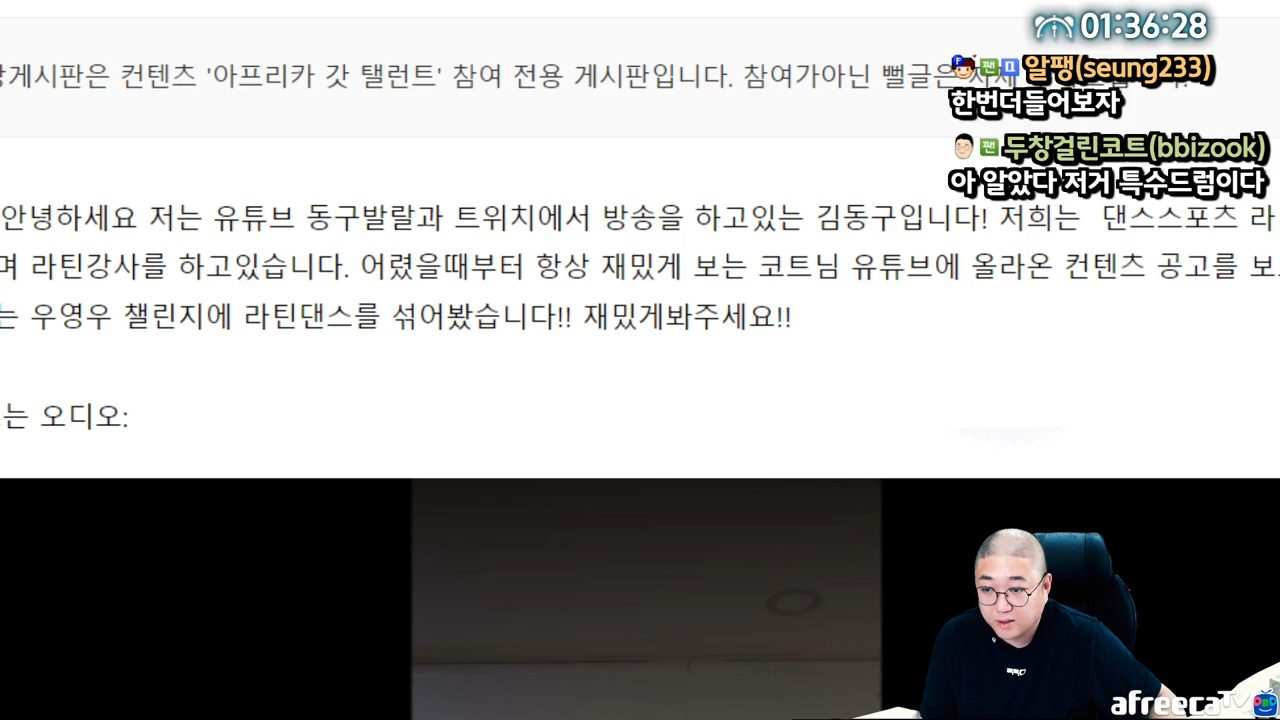 01:36:28
게시판은 컨텐츠 '아프리카 갓 탤런트' 참여 전용 게시판입니다. 참여가아닌 뻘글은
알팽(seung233)
한번더들어보자
두창걸린코트(bbizook)
아 알았다 저거 특수드럼이다
안녕하세요 저는 유튜브 동구발랄과 트위치에서 방송을 하고있는 김동구입니다! 저희는 댄스스포츠 라
며 라틴강사를 하고있습니다. 어렸을때부터 항상 재밌게 보는 코트님 유튜브에 올라온 컨텐츠 공고를 보
는 우영우 챌린지에 라틴댄스를 섞어봤습니다!! 재밌게봐주세요!!
는 오디오:
afreecaTV